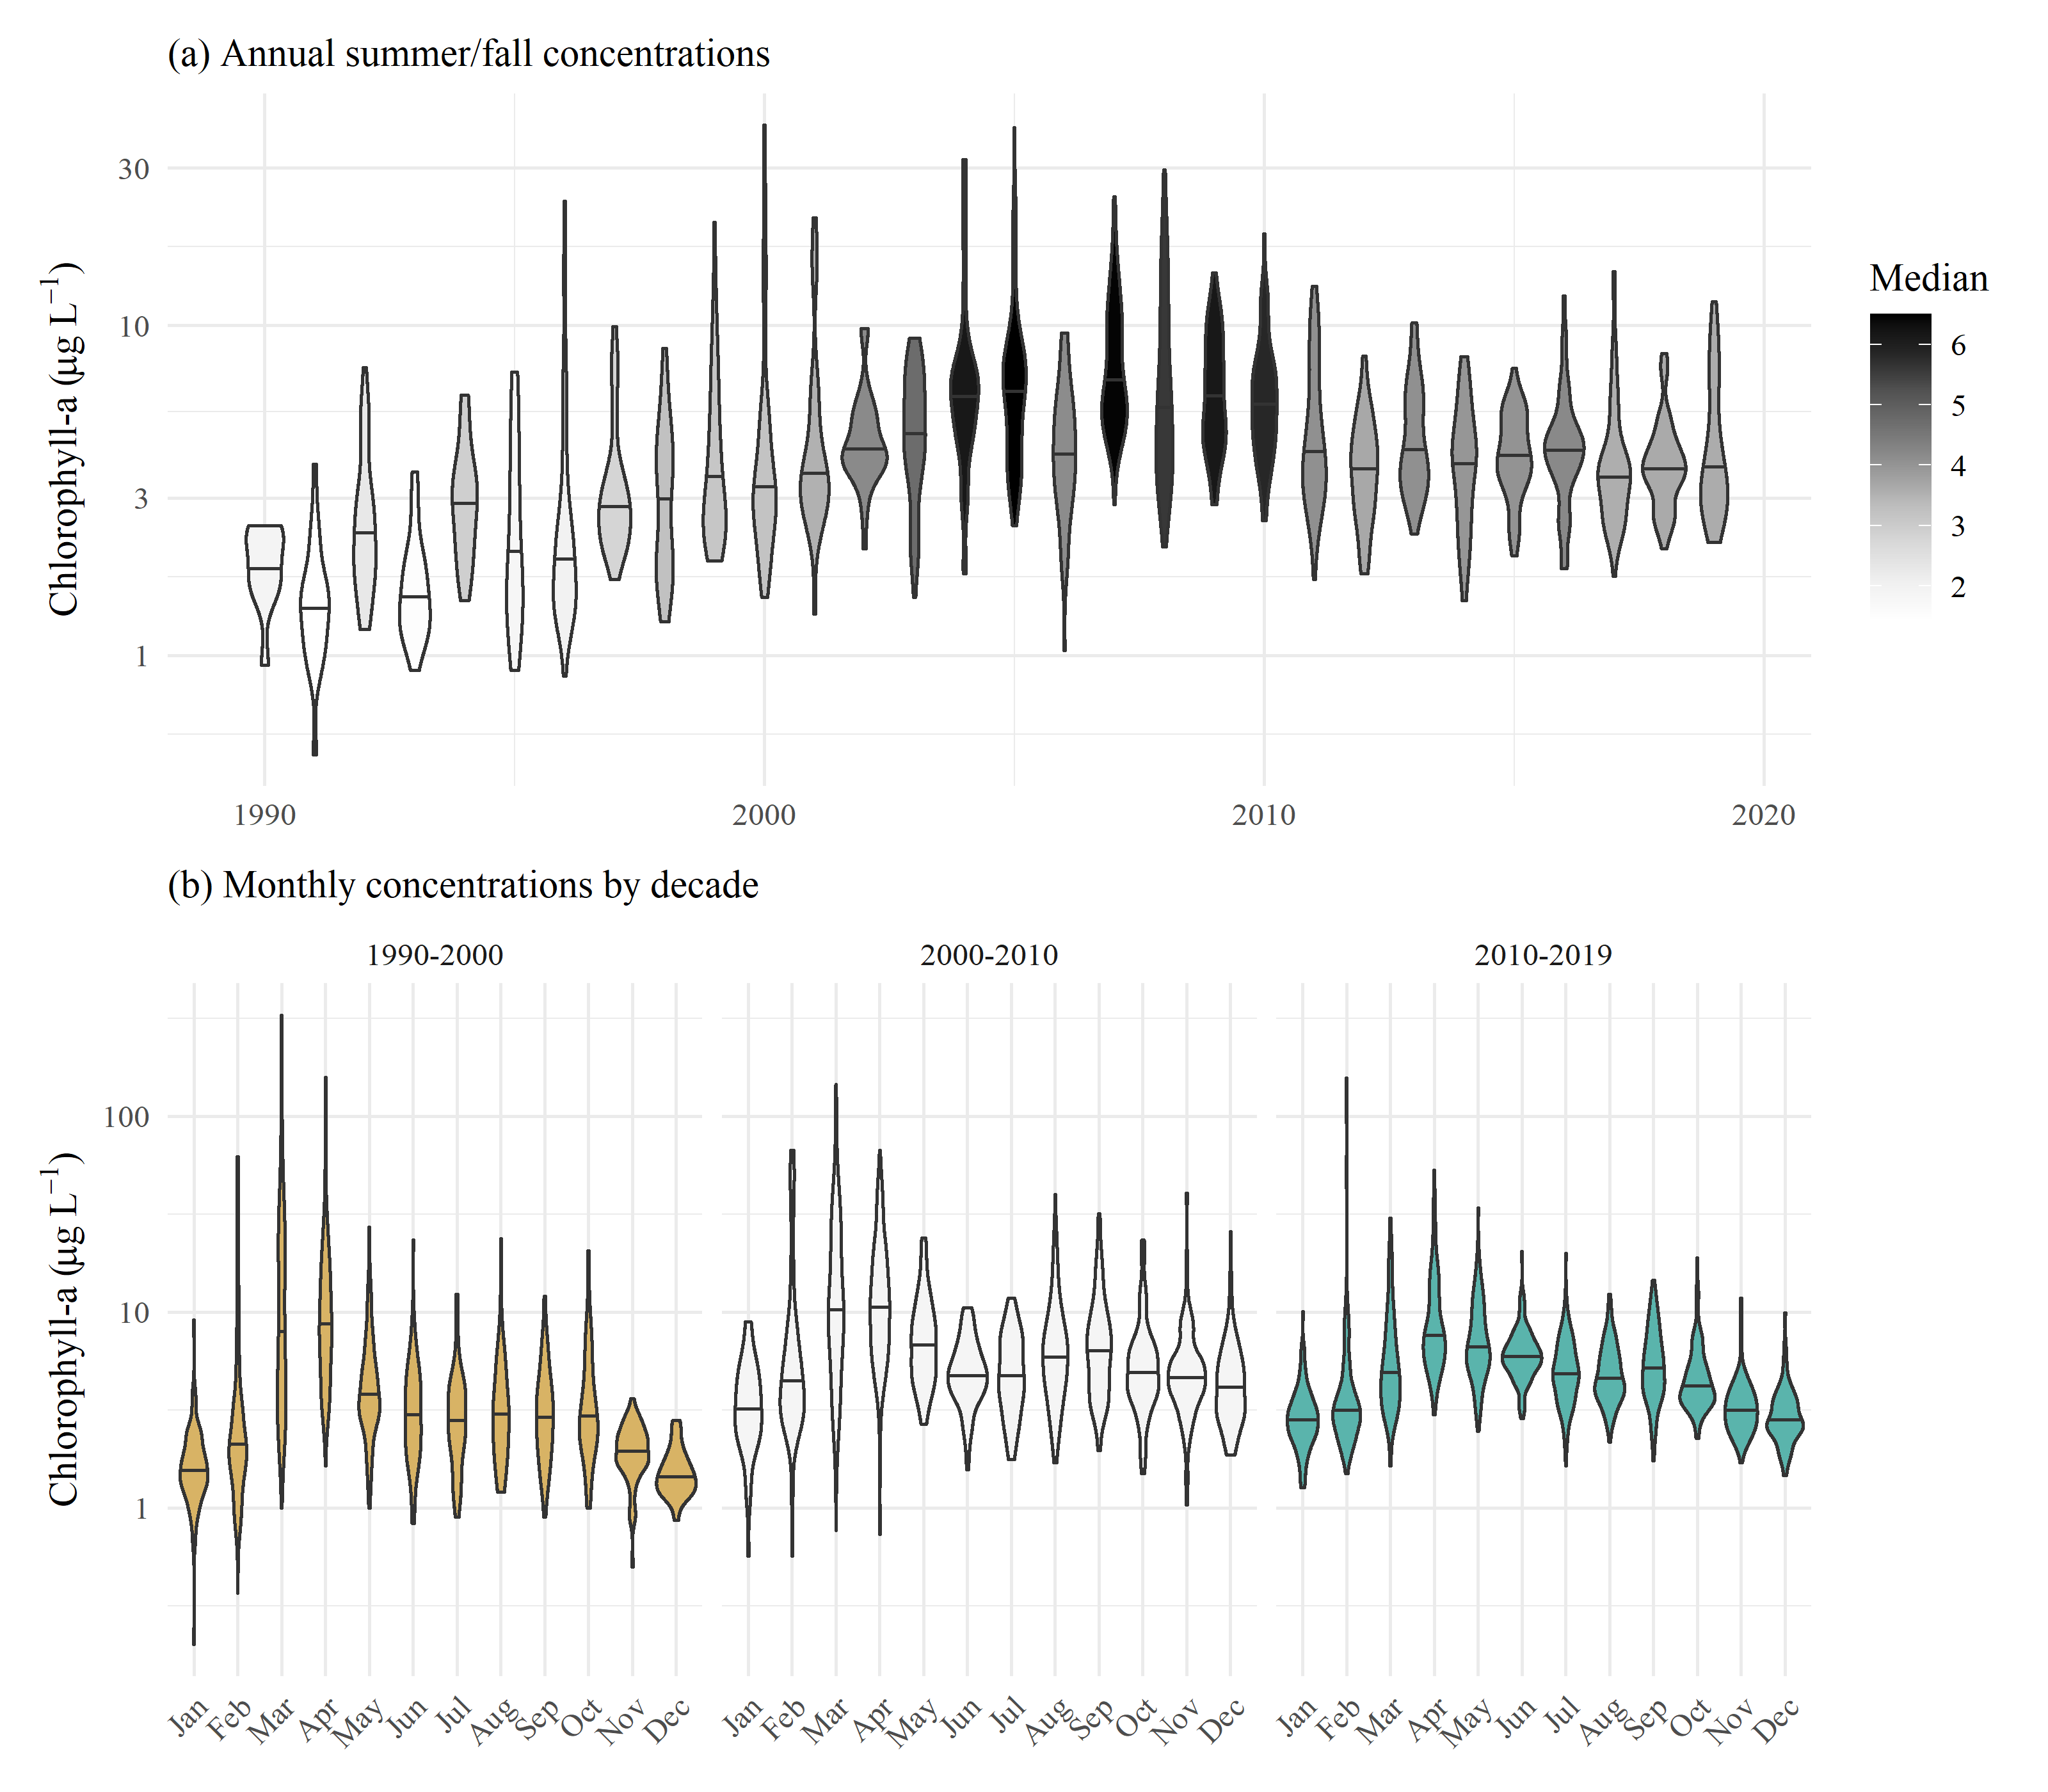 (a) Annual summer/fall concentrations
Chlorophyll-a (µg L−1)
30
10
3
1
1990
2000
2010
2020
Median
6
5
4
3
2
(b) Monthly concentrations by decade
1990-2000
2000-2010
2010-2019
Chlorophyll-a (µg L−1)
100
10
1
Jan Feb Mar Apr May Jun Jul Aug Sep Oct Nov Dec
Jan Feb Mar Apr May Jun Jul Aug Sep Oct Nov Dec
Jan Feb Mar Apr May Jun Jul Aug Sep Oct Nov Dec